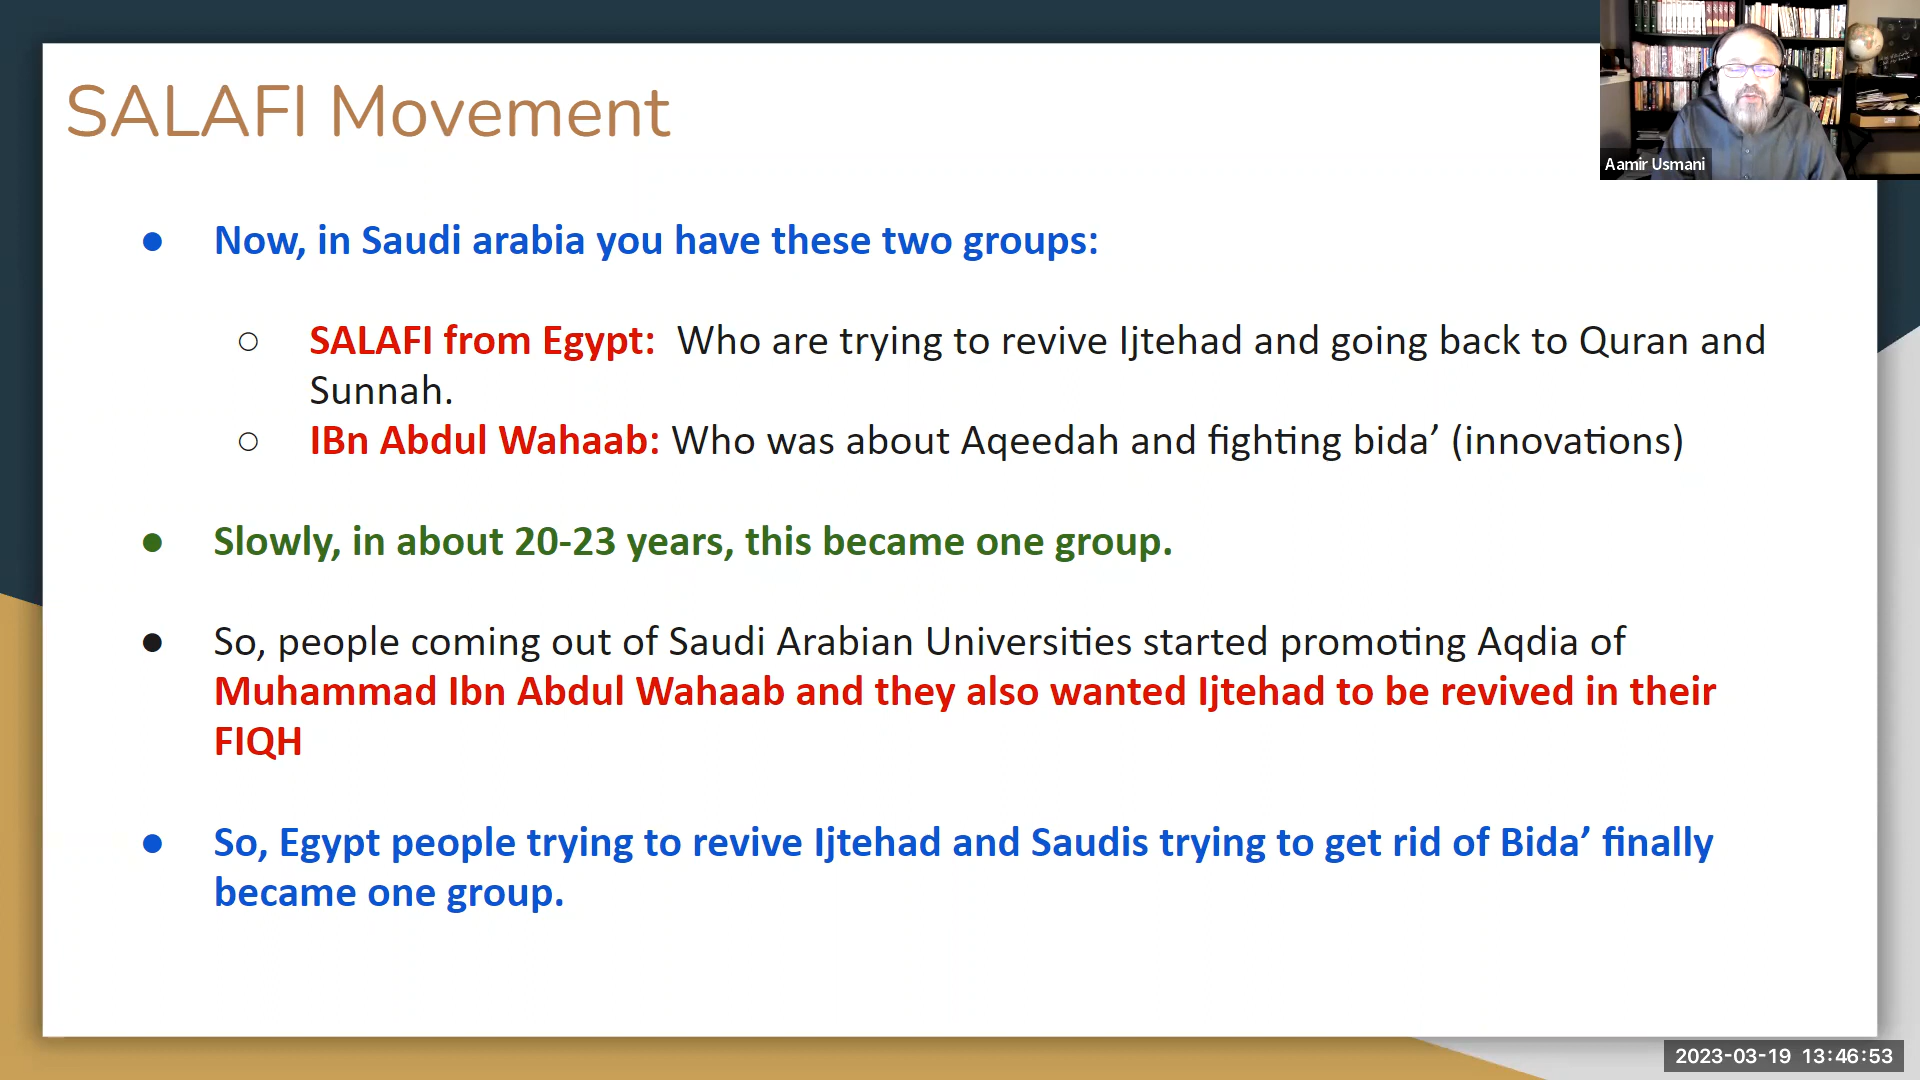 SALAFI Movement
Aamir Usmani
● Now, in Saudi arabia you have these two groups:
○ SALAFI from Egypt: Who are trying to revive Ijtehad and going back to Quran and
Sunnah.
○ IBn Abdul Wahaab: Who was about Aqeedah and fighting bida’ (innovations)
● Slowly, in about 20-23 years, this became one group.
● So, people coming out of Saudi Arabian Universities started promoting Aqdia of
Muhammad Ibn Abdul Wahaab and they also wanted Ijtehad to be revived in their
FIQH
● So, Egypt people trying to revive Ijtehad and Saudis trying to get rid of Bida’ finally
became one group.
2023-03-19 13:46:53